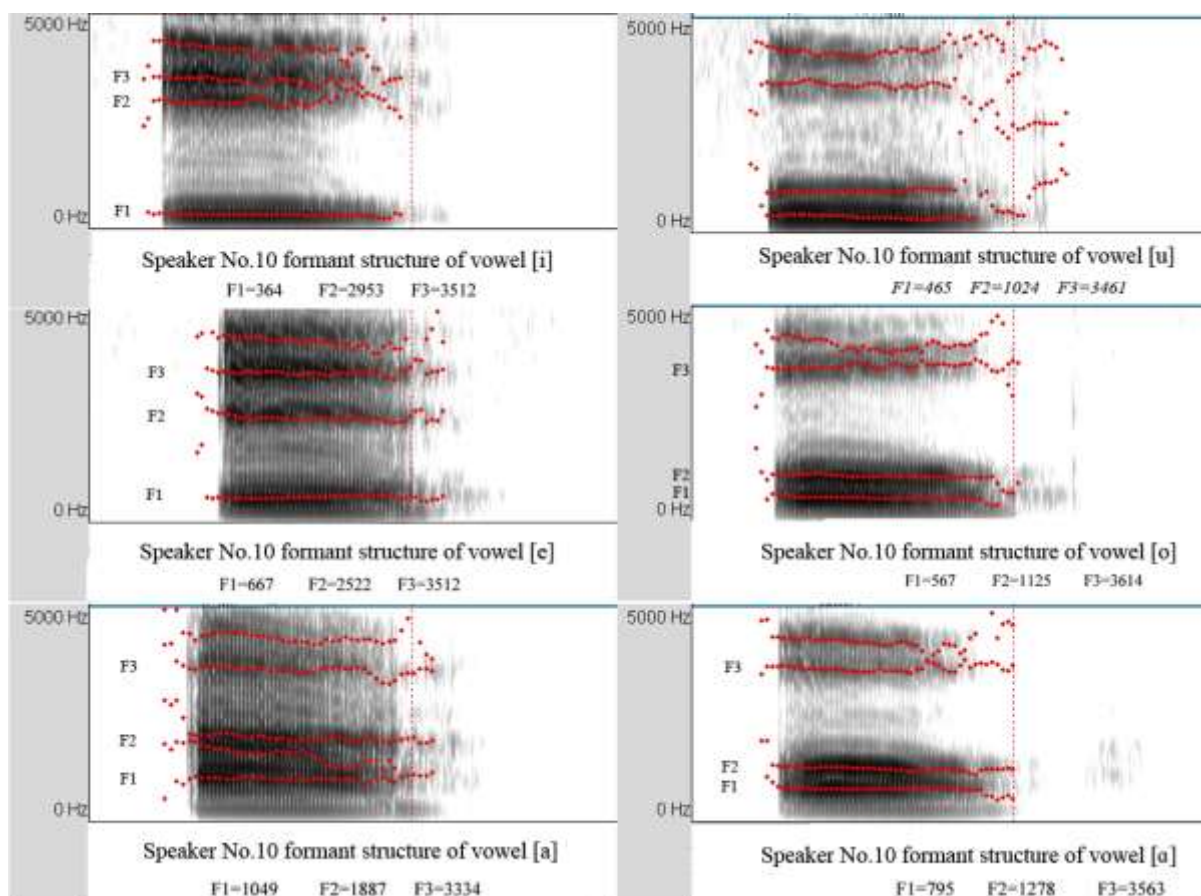 5000 Hz
F3
F2
F1
0 Hz
Speaker No.10 formant structure of vowel [i]
F1=364 F2=2953 F3=3512
5000 Hz
0 Hz
Speaker No.10 formant structure of vowel [u]
F1=465 F2=1024 F3=3461
5000 Hz
F3
F2
F1
0 Hz
Speaker No.10 formant structure of vowel [e]
F1=667 F2=2522 F3=3512
5000 Hz
F3
F2
F1
0 Hz
Speaker No.10 formant structure of vowel [o]
F1=567 F2=1125 F3=3614
5000 Hz
F3
F2
F1
0 Hz
Speaker No.10 formant structure of vowel [a]
F1=1049 F2=1887 F3=3334
5000 Hz
F3
F2
F1
0 Hz
Speaker No.10 formant structure of vowel [ɑ]
F1=795 F2=1278 F3=3563